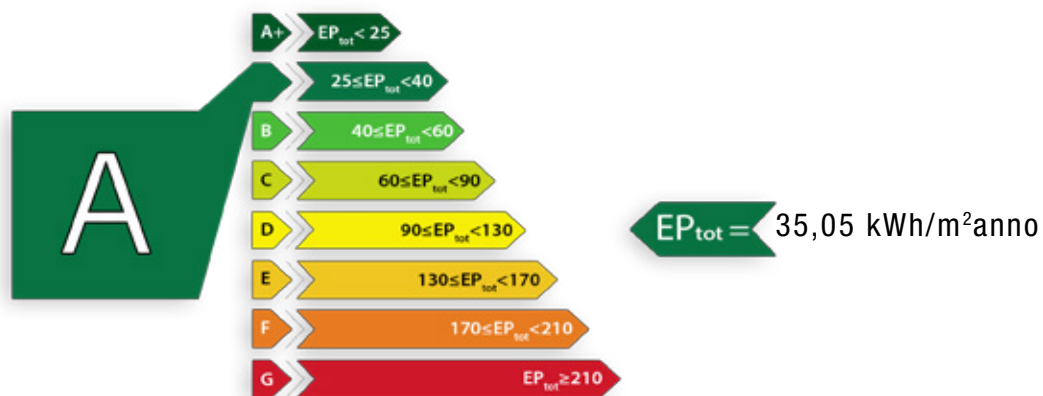 A+ EPtot< 25
25≤EPtot<40
A
B 40≤EPtot<60
C 60≤EPtot<90
D 90≤EPtot<130
E 130≤EPtot<170
F 170≤EPtot<210
G EPtot≥210
EPtot = 35,05 kWh/m²anno